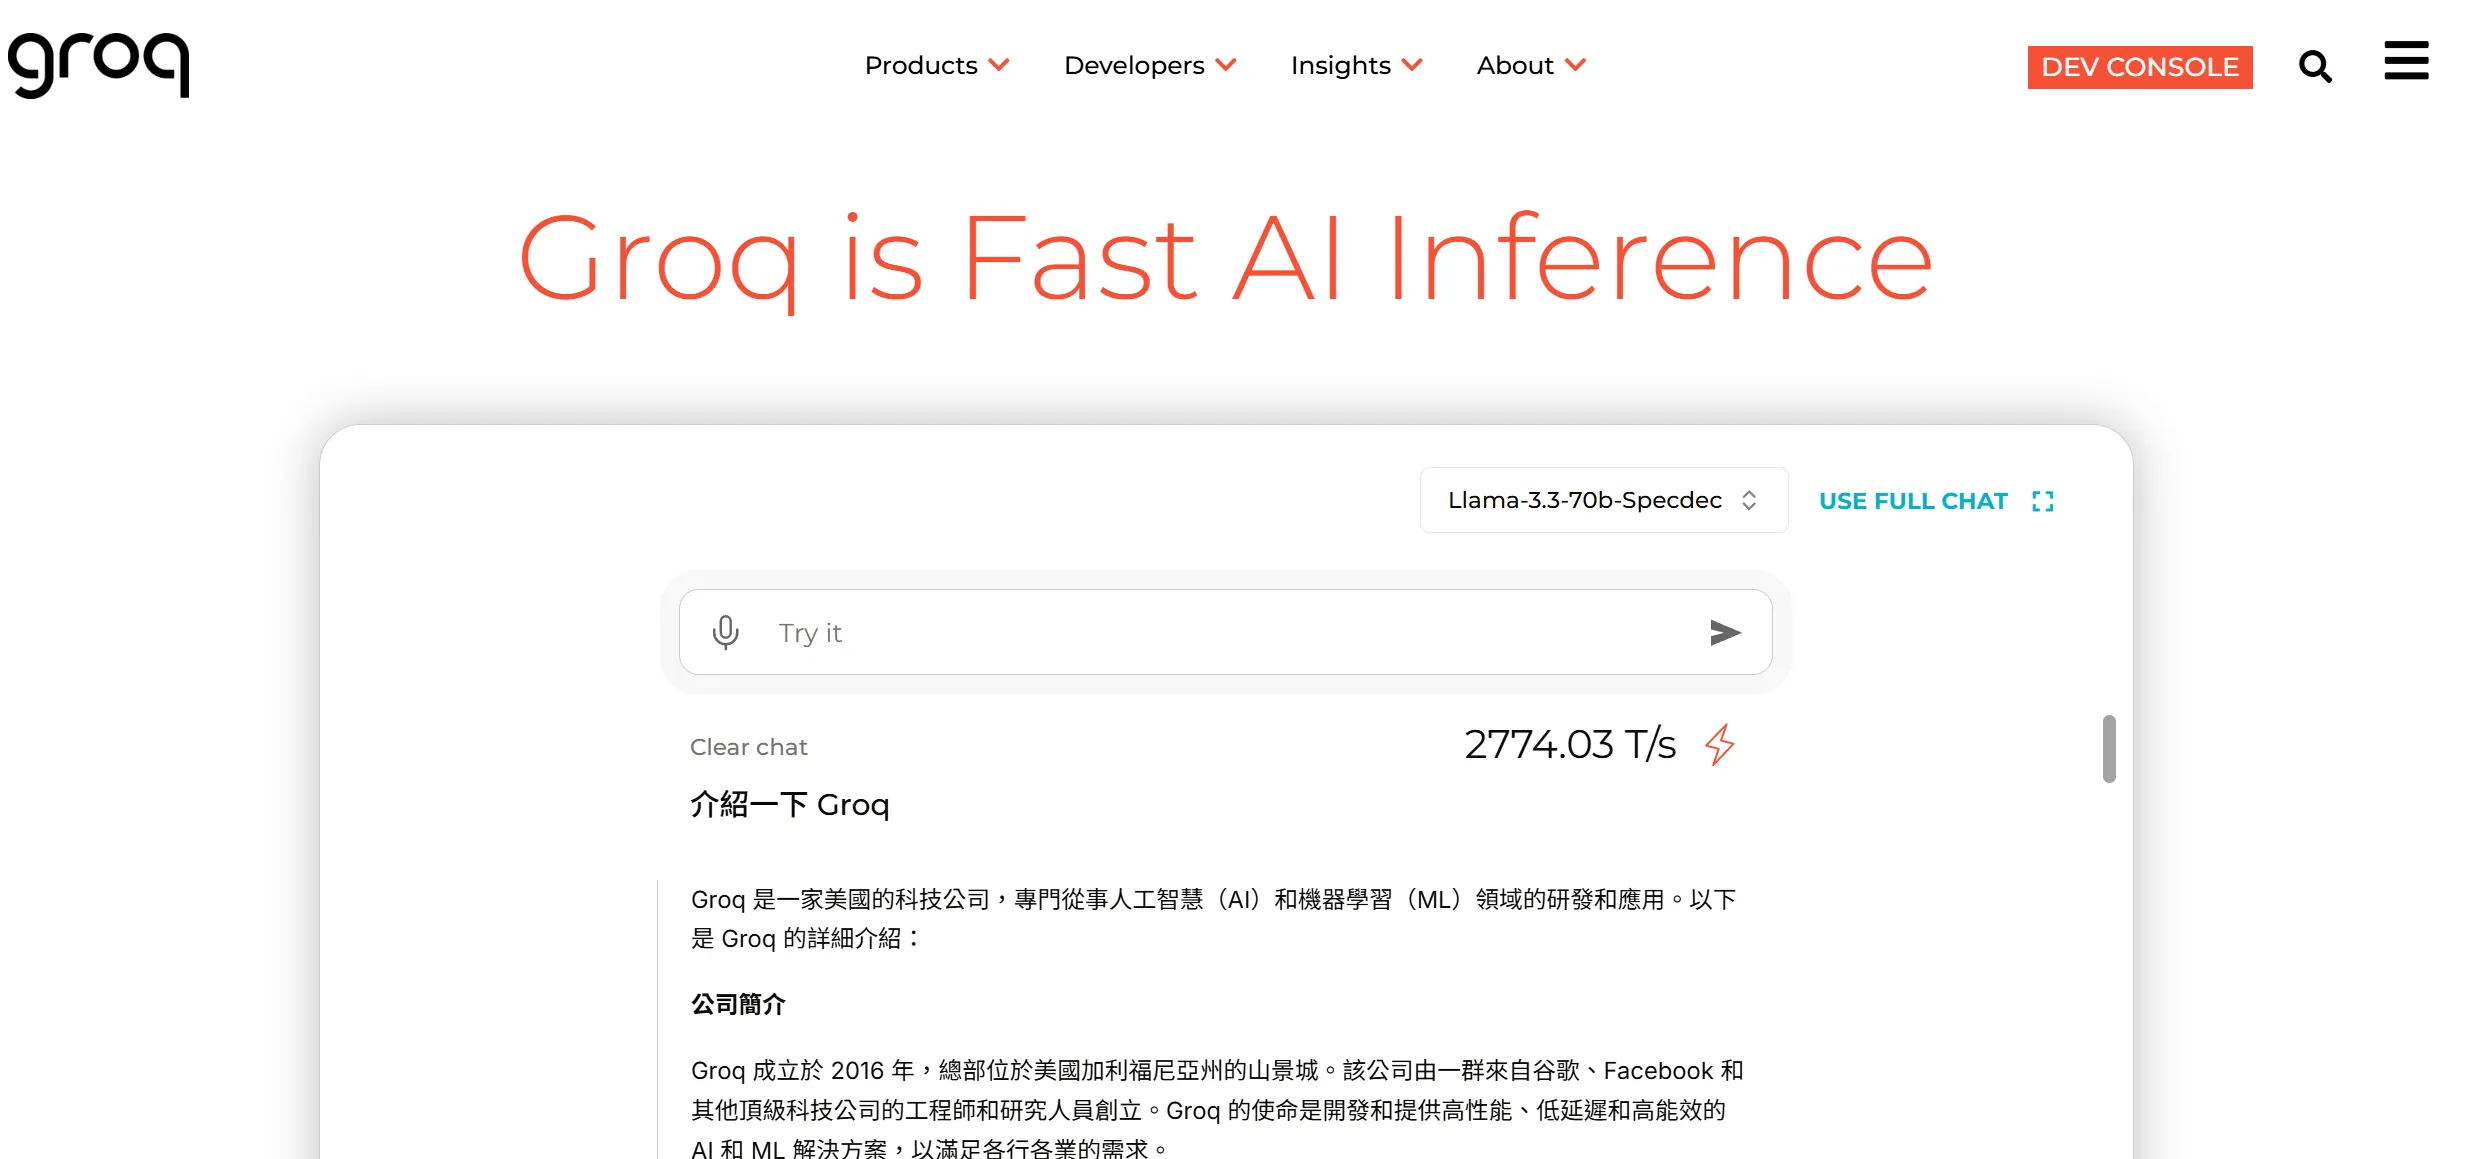 groq
Products
Developers
Insights
About
DEV CONSOLE
Groq is Fast AI Inference
Llama-3.3-70b-Specdec
USE FULL CHAT
Try it
Clear chat
2774.03 T/s
介紹一下 Groq
Groq 是一家美國的科技公司，專門從事人工智慧（AI）和機器學習（ML）領域的研發和應用。以下
是 Groq 的詳細介紹：
公司簡介
Groq 成立於 2016 年，總部位於美國加利福尼亞州的山景城。該公司由一群來自谷歌、Facebook 和
其他頂級科技公司的工程師和研究人員創立。Groq 的使命是開發和提供高性能、低延遲和高能效的
AI 和 ML 解決方案，以滿足各行各業的需求。